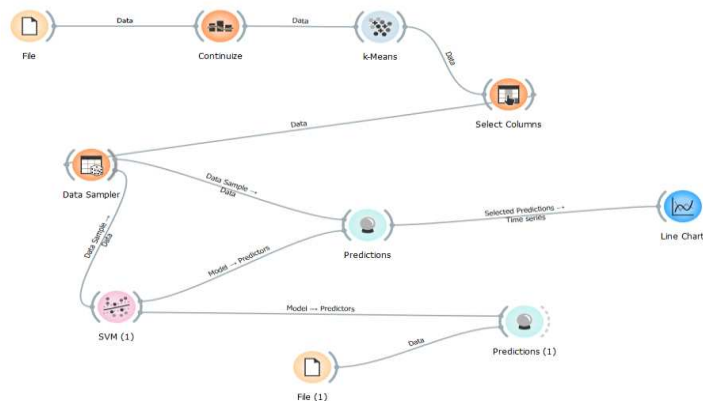 Data
Data
File
Continuize
k-Means
Data
Select Columns
Data
Data Sampler
Data Sample →
Data
Data Sample →
Data
Selected Predictions →
Time series
Line Chart
Predictions
Model → Predictors
SVM (1)
Model → Predictors
Predictions (1)
Data
File (1)